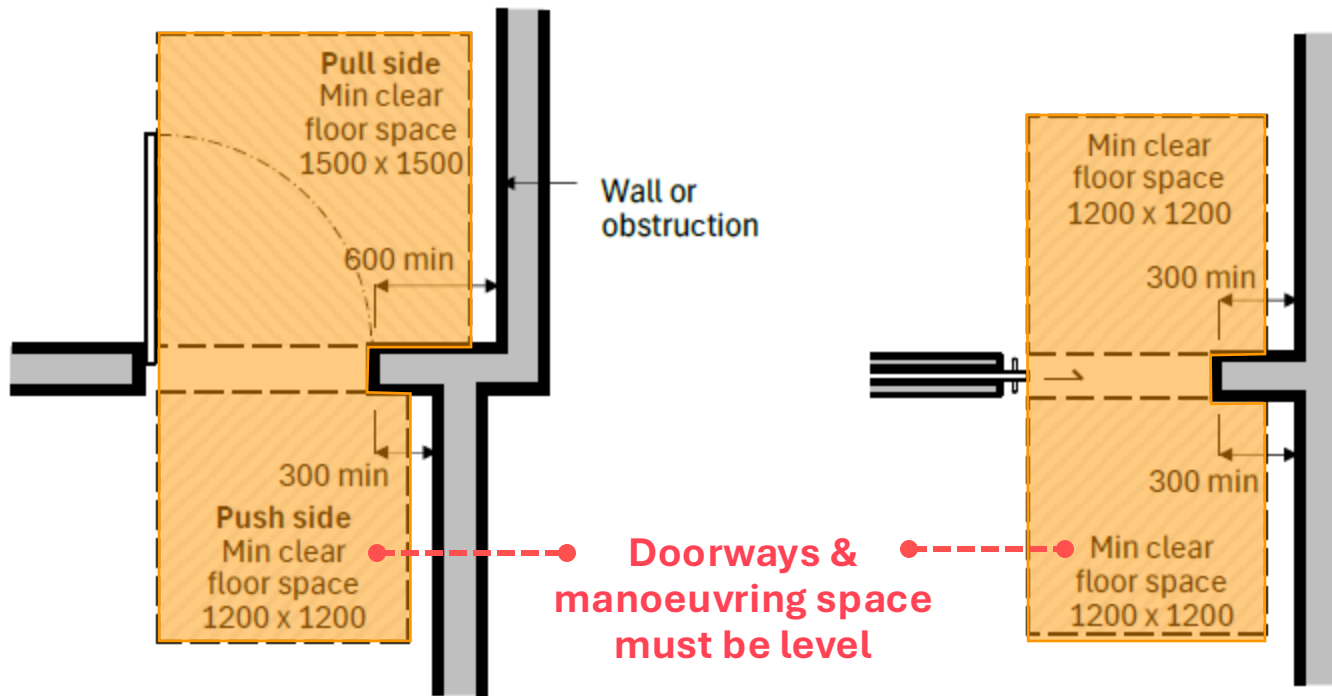 Pull side
Min clear
floor space
1500 x 1500
600 min
Wall or
obstruction
300 min
Push side
Min clear
floor space
1200 x 1200
Doorways &
manoeuvring space
must be level
Min clear
floor space
1200 x 1200
300 min
300 min
Min clear
floor space
1200 x 1200